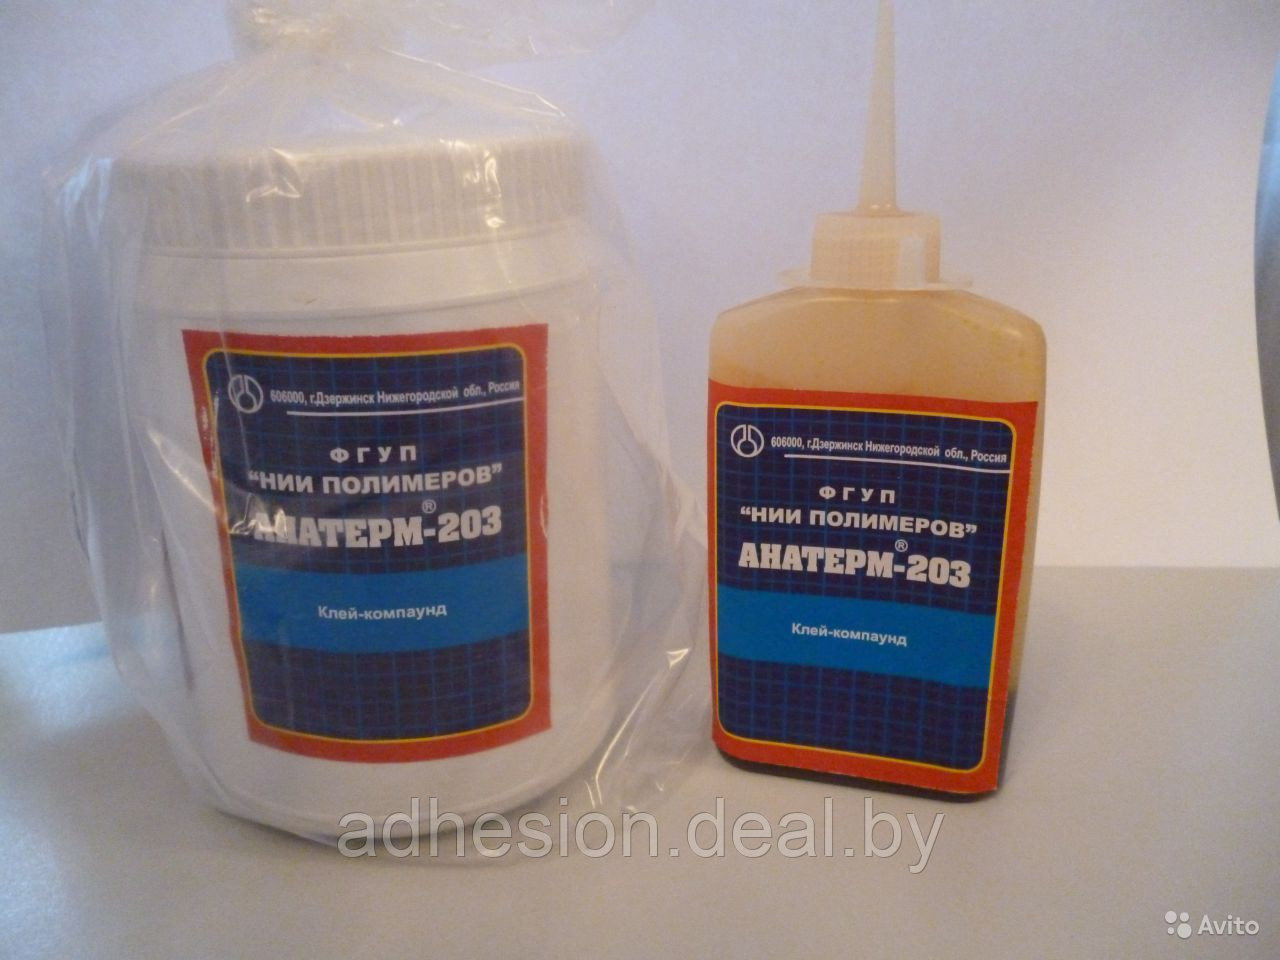 606000, г.Дзержинск Нижегородской обл., Россия
ФГУП
“НИИ ПОЛИМЕРОВ”
АНАТЕРМ-203®
Клей-компаунд
606000, г.Дзержинск Нижегородской обл., Россия
ФГУП
“НИИ ПОЛИМЕРОВ”
АНАТЕРМ-203®
Клей-компаунд
adhesion.deal.by
Avito